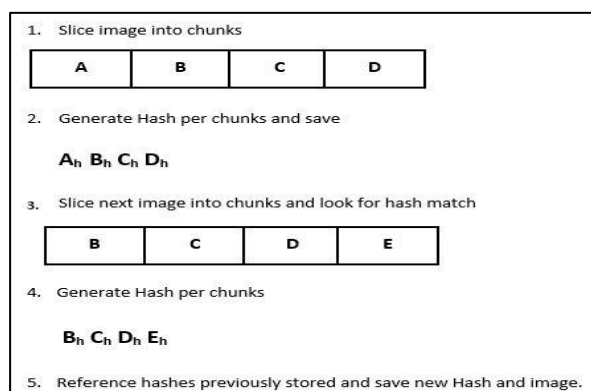 1. Slice image into chunks
A B C D
2. Generate Hash per chunks and save
Aₕ Bₕ Cₕ Dₕ
3. Slice next image into chunks and look for hash match
B C D E
4. Generate Hash per chunks
Bₕ Cₕ Dₕ Eₕ
5. Reference hashes previously stored and save new Hash and image.